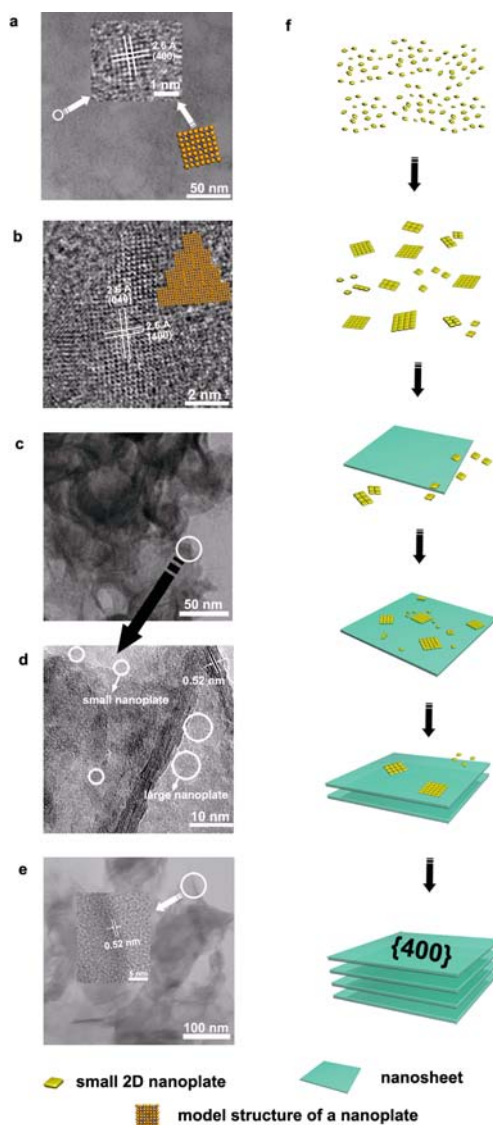 a
f
2.6 Å
(400)
1 nm
50 nm
b
2.6 Å
(040)
2.6 Å
(400)
2 nm
c
50 nm
d
0.52 nm
small nanoplate
large nanoplate
10 nm
e
0.52 nm
5 nm
100 nm
{400}
small 2D nanoplate
nanosheet
model structure of a nanoplate